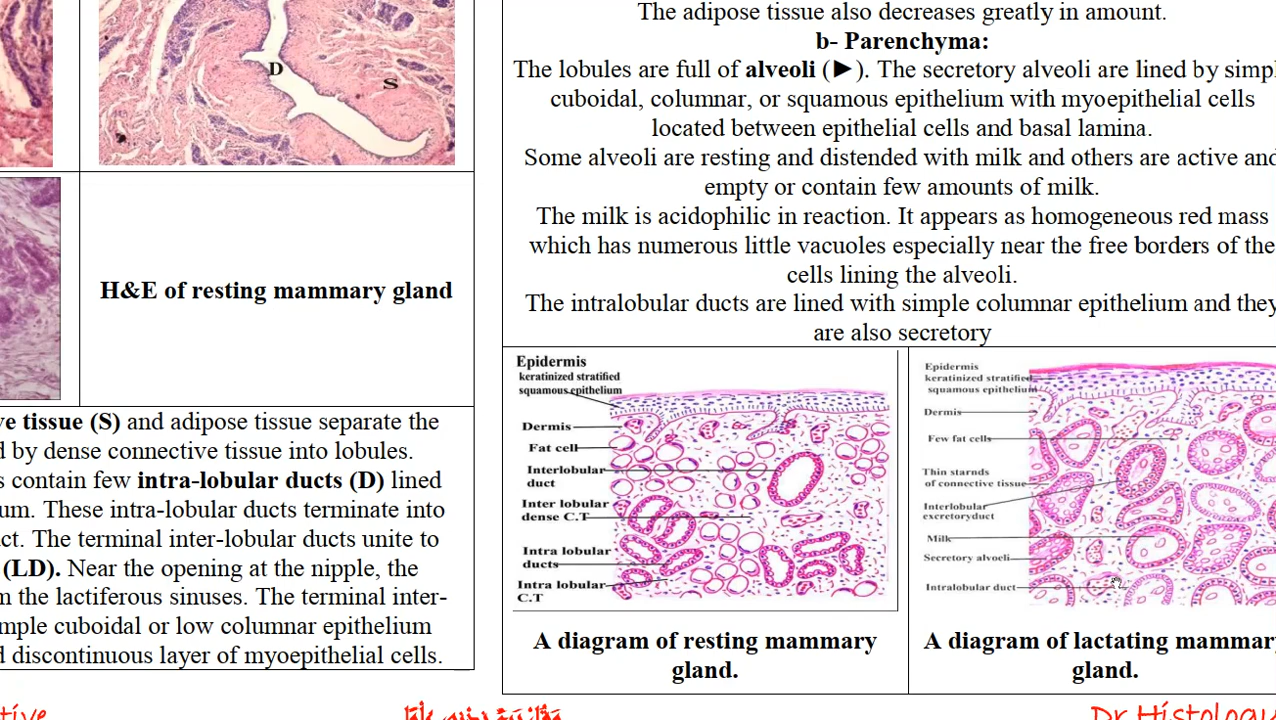 D
S
H&E of resting mammary gland
ve tissue (S) and adipose tissue separate the
d by dense connective tissue into lobules.
s contain few intra-lobular ducts (D) lined
um. These intra-lobular ducts terminate into
ct. The terminal inter-lobular ducts unite to
(LD). Near the opening at the nipple, the
m the lactiferous sinuses. The terminal inter-
mple cuboidal or low columnar epithelium
d discontinuous layer of myoepithelial cells.
The adipose tissue also decreases greatly in amount.
b- Parenchyma:
The lobules are full of alveoli (►). The secretory alveoli are lined by simpl
cuboidal, columnar, or squamous epithelium with myoepithelial cells
located between epithelial cells and basal lamina.
Some alveoli are resting and distended with milk and others are active and
empty or contain few amounts of milk.
The milk is acidophilic in reaction. It appears as homogeneous red mass
which has numerous little vacuoles especially near the free borders of the
cells lining the alveoli.
The intralobular ducts are lined with simple columnar epithelium and they
are also secretory
Epidermis
keratinized stratified
squamous epithelium
Dermis
Fat cell
Interlobular
duct
Inter lobular
dense C.T
Intra lobular
ducts
Intra lobular
C.T
Epidermis
keratinized stratified
squamous epithelium
Dermis
Few fat cells
Thin starnds
of connective tissue
Interlobular
excretoryduct
Milk
Secretory alvoeli
Intralobular duct
A diagram of resting mammary
gland.
A diagram of lactating mammary
gland.
tive
Dr Histology